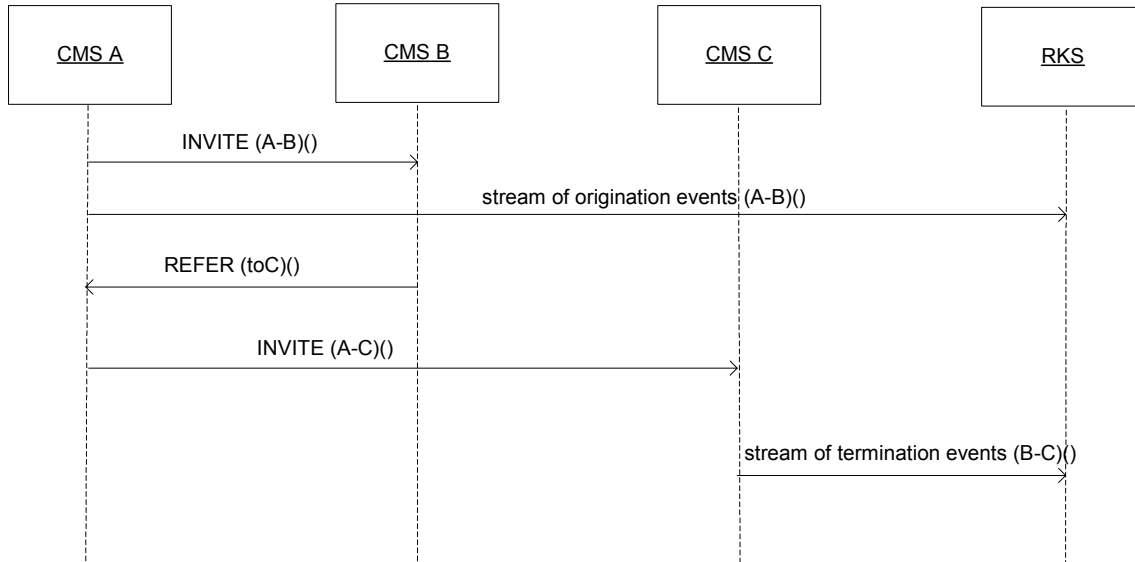 CMS A
CMS B
CMS C
RKS
INVITE (A-B)()
stream of origination events (A-B)()
REFER (toC)()
INVITE (A-C)()
stream of termination events (B-C)()